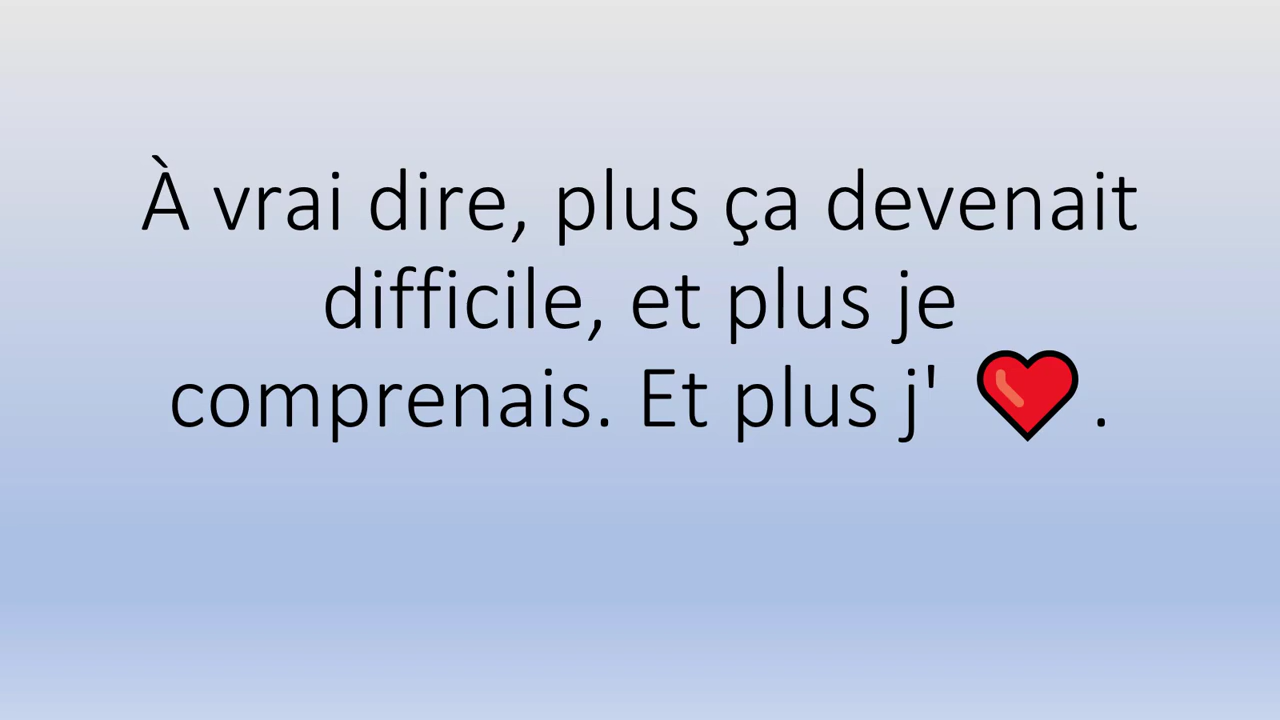 À vrai dire, plus ça devenait
difficile, et plus je
comprenais. Et plus j' ❤️.